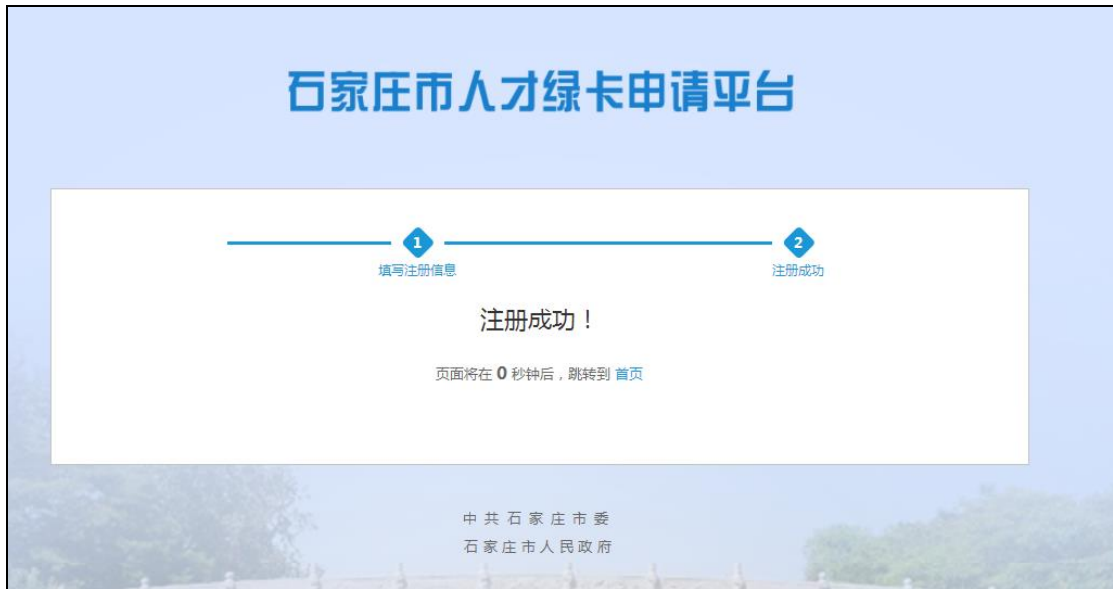 石家庄市人才绿卡申请平台
1
2
填写注册信息
注册成功
注册成功！
页面将在 0 秒钟后，跳转到 首页
中共石家庄市委
石家庄市人民政府